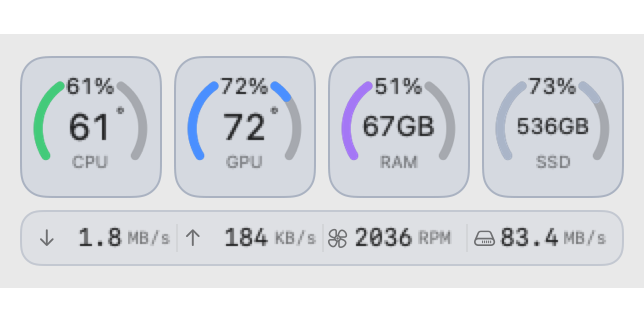 61% 72% 51% 73%
61° 72° 67GB 536GB
CPU GPU RAM SSD
↓ 1.8 MB/s ↑ 184 KB/s 2036 RPM 83.4 MB/s